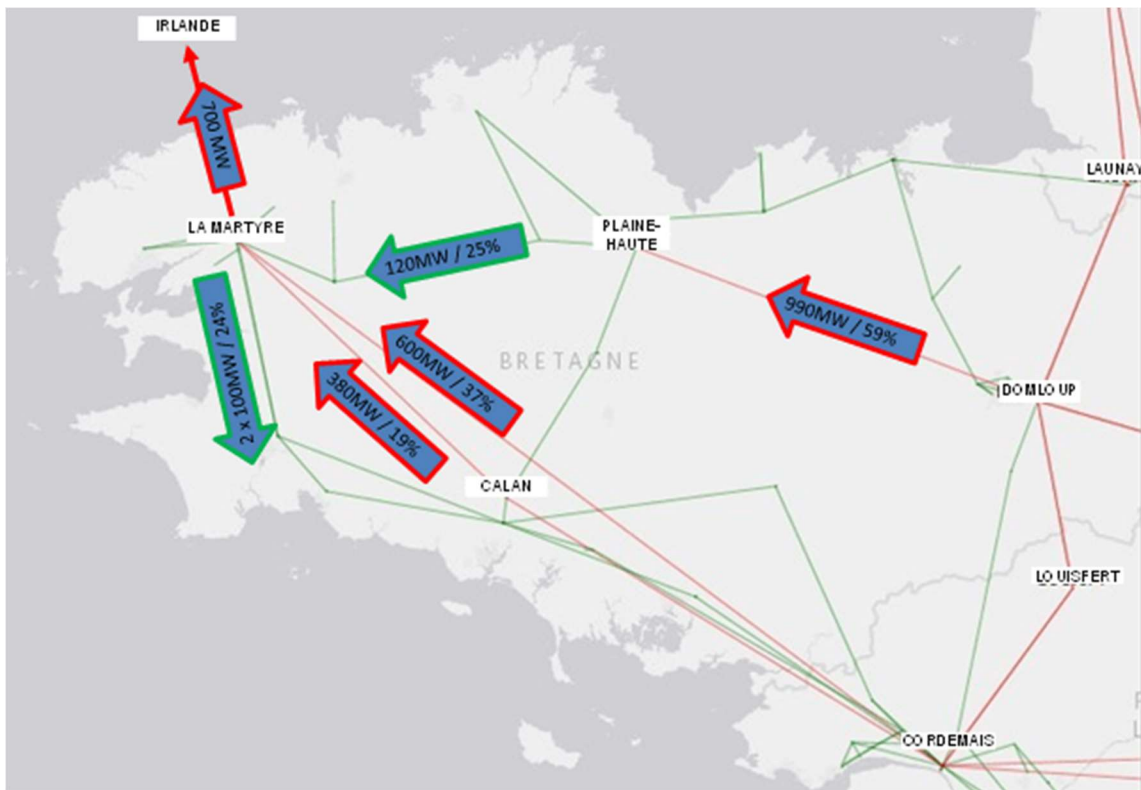 IRLANDE
700 MW
LAUNAY
LA MARTYRE
PLAINE-
HAUTE
120MW / 25%
990MW / 59%
2 x 100MW / 24%
600MW / 37%
BRETAGNE
380MW / 19%
DOMLOUP
CALAN
LOUISFERT
CORDEMAIS